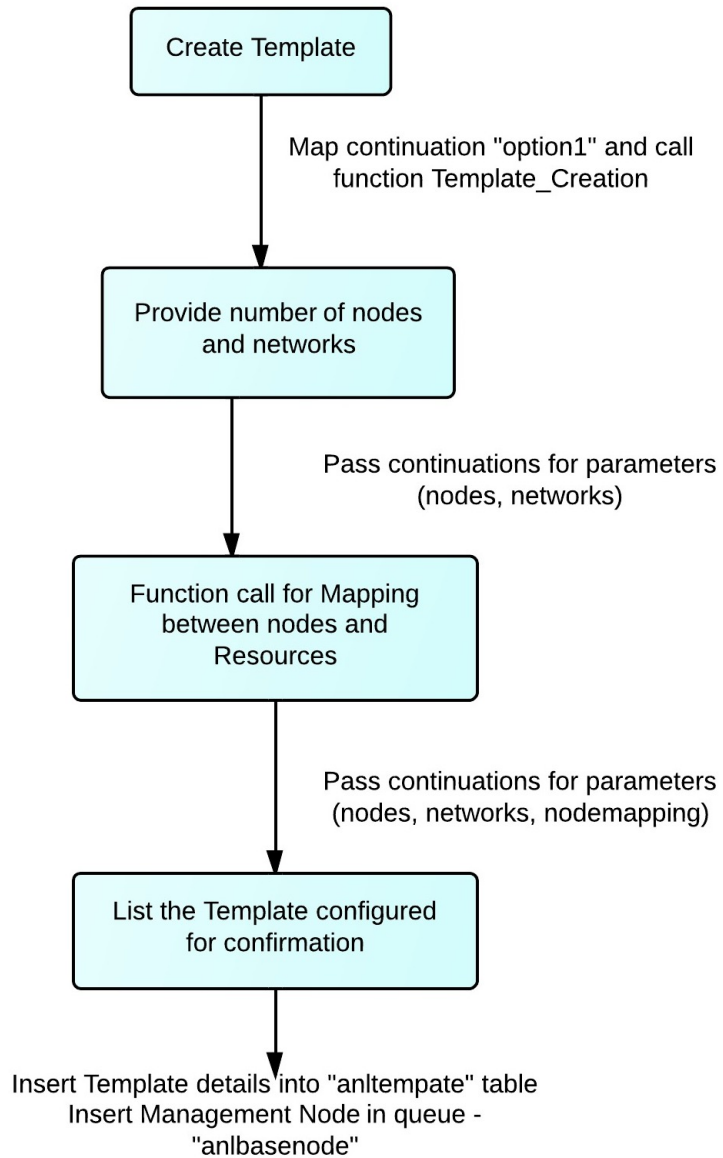 Create Template
Map continuation "option1" and call
function Template_Creation
Provide number of nodes
and networks
Pass continuations for parameters
(nodes, networks)
Function call for Mapping
between nodes and
Resources
Pass continuations for parameters
(nodes, networks, nodemapping)
List the Template configured
for confirmation
Insert Template details into "anltempate" table
Insert Management Node in queue -
"anlbasenode"